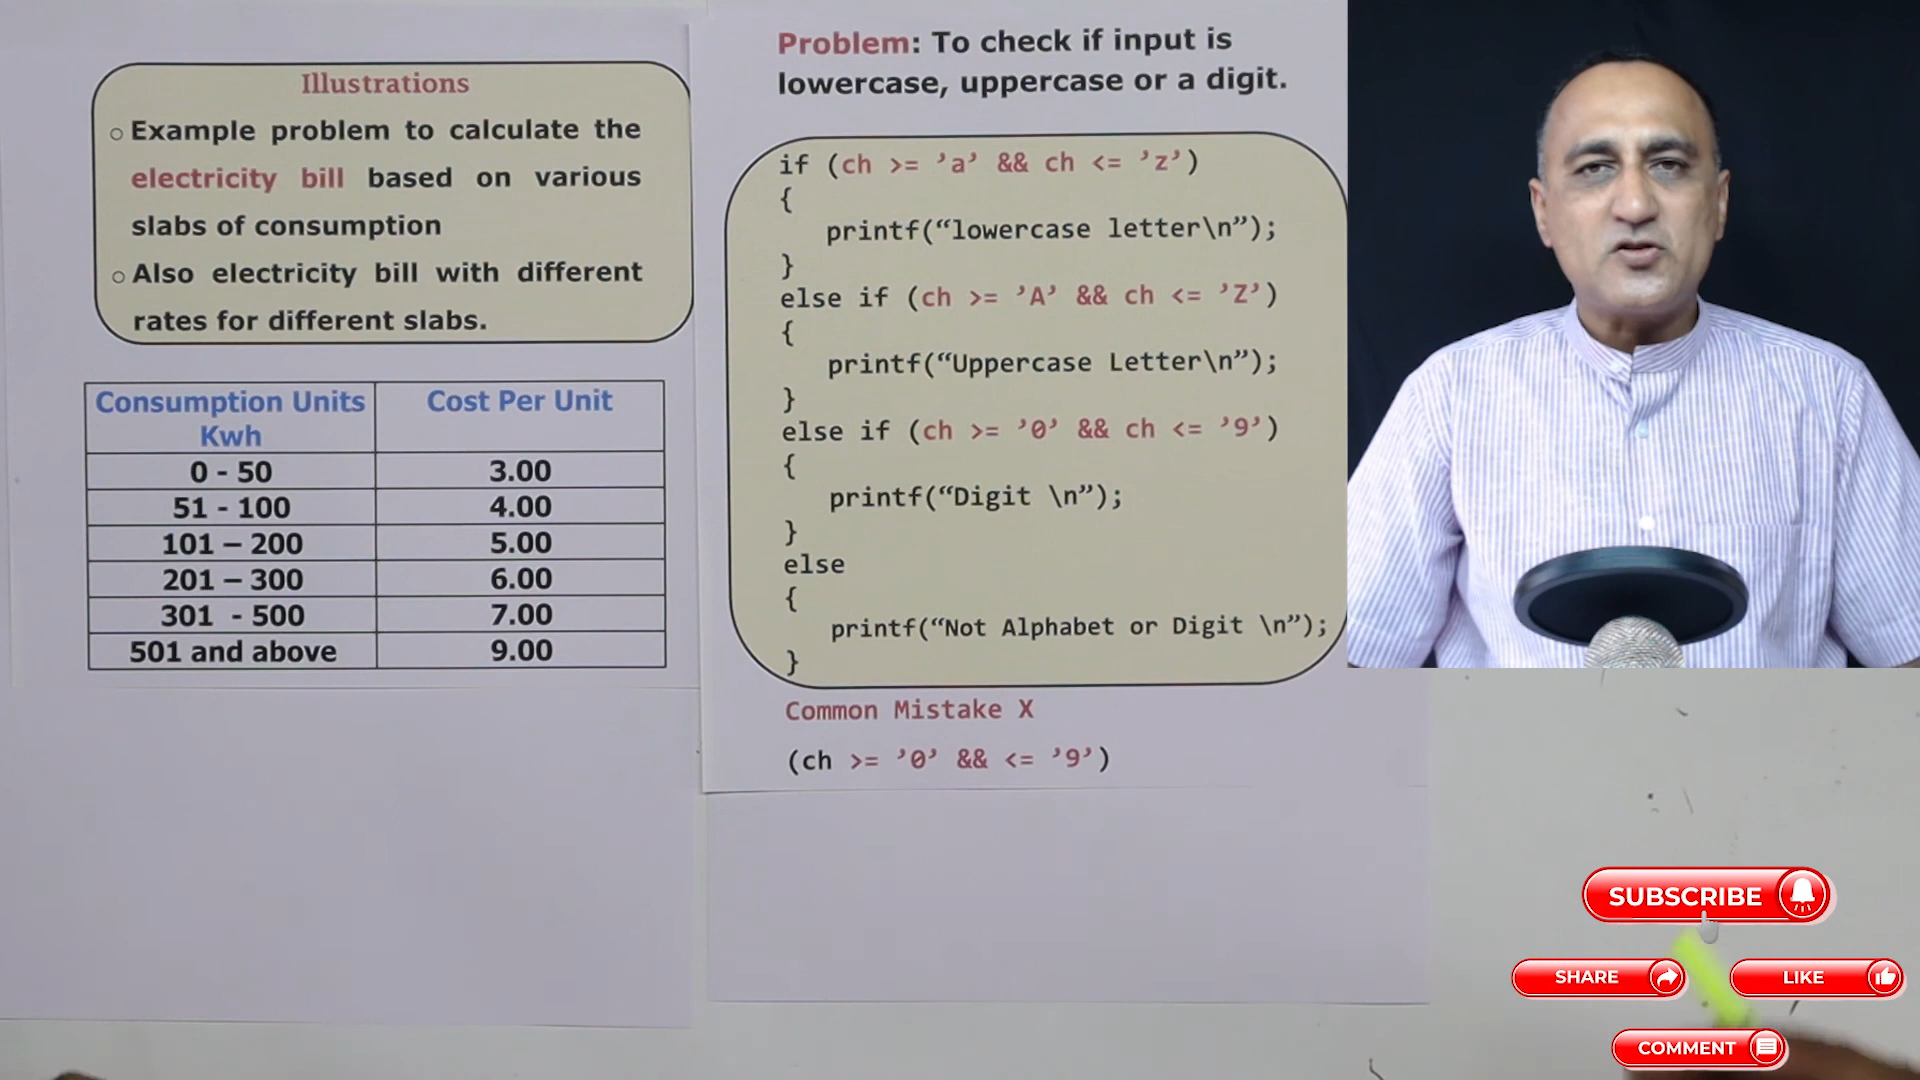 Illustrations
○ Example problem to calculate the
electricity bill based on various
slabs of consumption
○ Also electricity bill with different
rates for different slabs.
Consumption Units Kwh Cost Per Unit
0 - 50 3.00
51 - 100 4.00
101 – 200 5.00
201 – 300 6.00
301 - 500 7.00
501 and above 9.00
Problem: To check if input is
lowercase, uppercase or a digit.
if (ch >= ’a’ && ch <= ’z’)
{
printf(“lowercase letter\n”);
}
else if (ch >= ’A’ && ch <= ’Z’)
{
printf(“Uppercase Letter\n”);
}
else if (ch >= ’0’ && ch <= ’9’)
{
printf(“Digit \n”);
}
else
{
printf(“Not Alphabet or Digit \n”);
}
Common Mistake X
(ch >= ’0’ && <= ’9’)
SUBSCRIBE
SHARE
LIKE
COMMENT